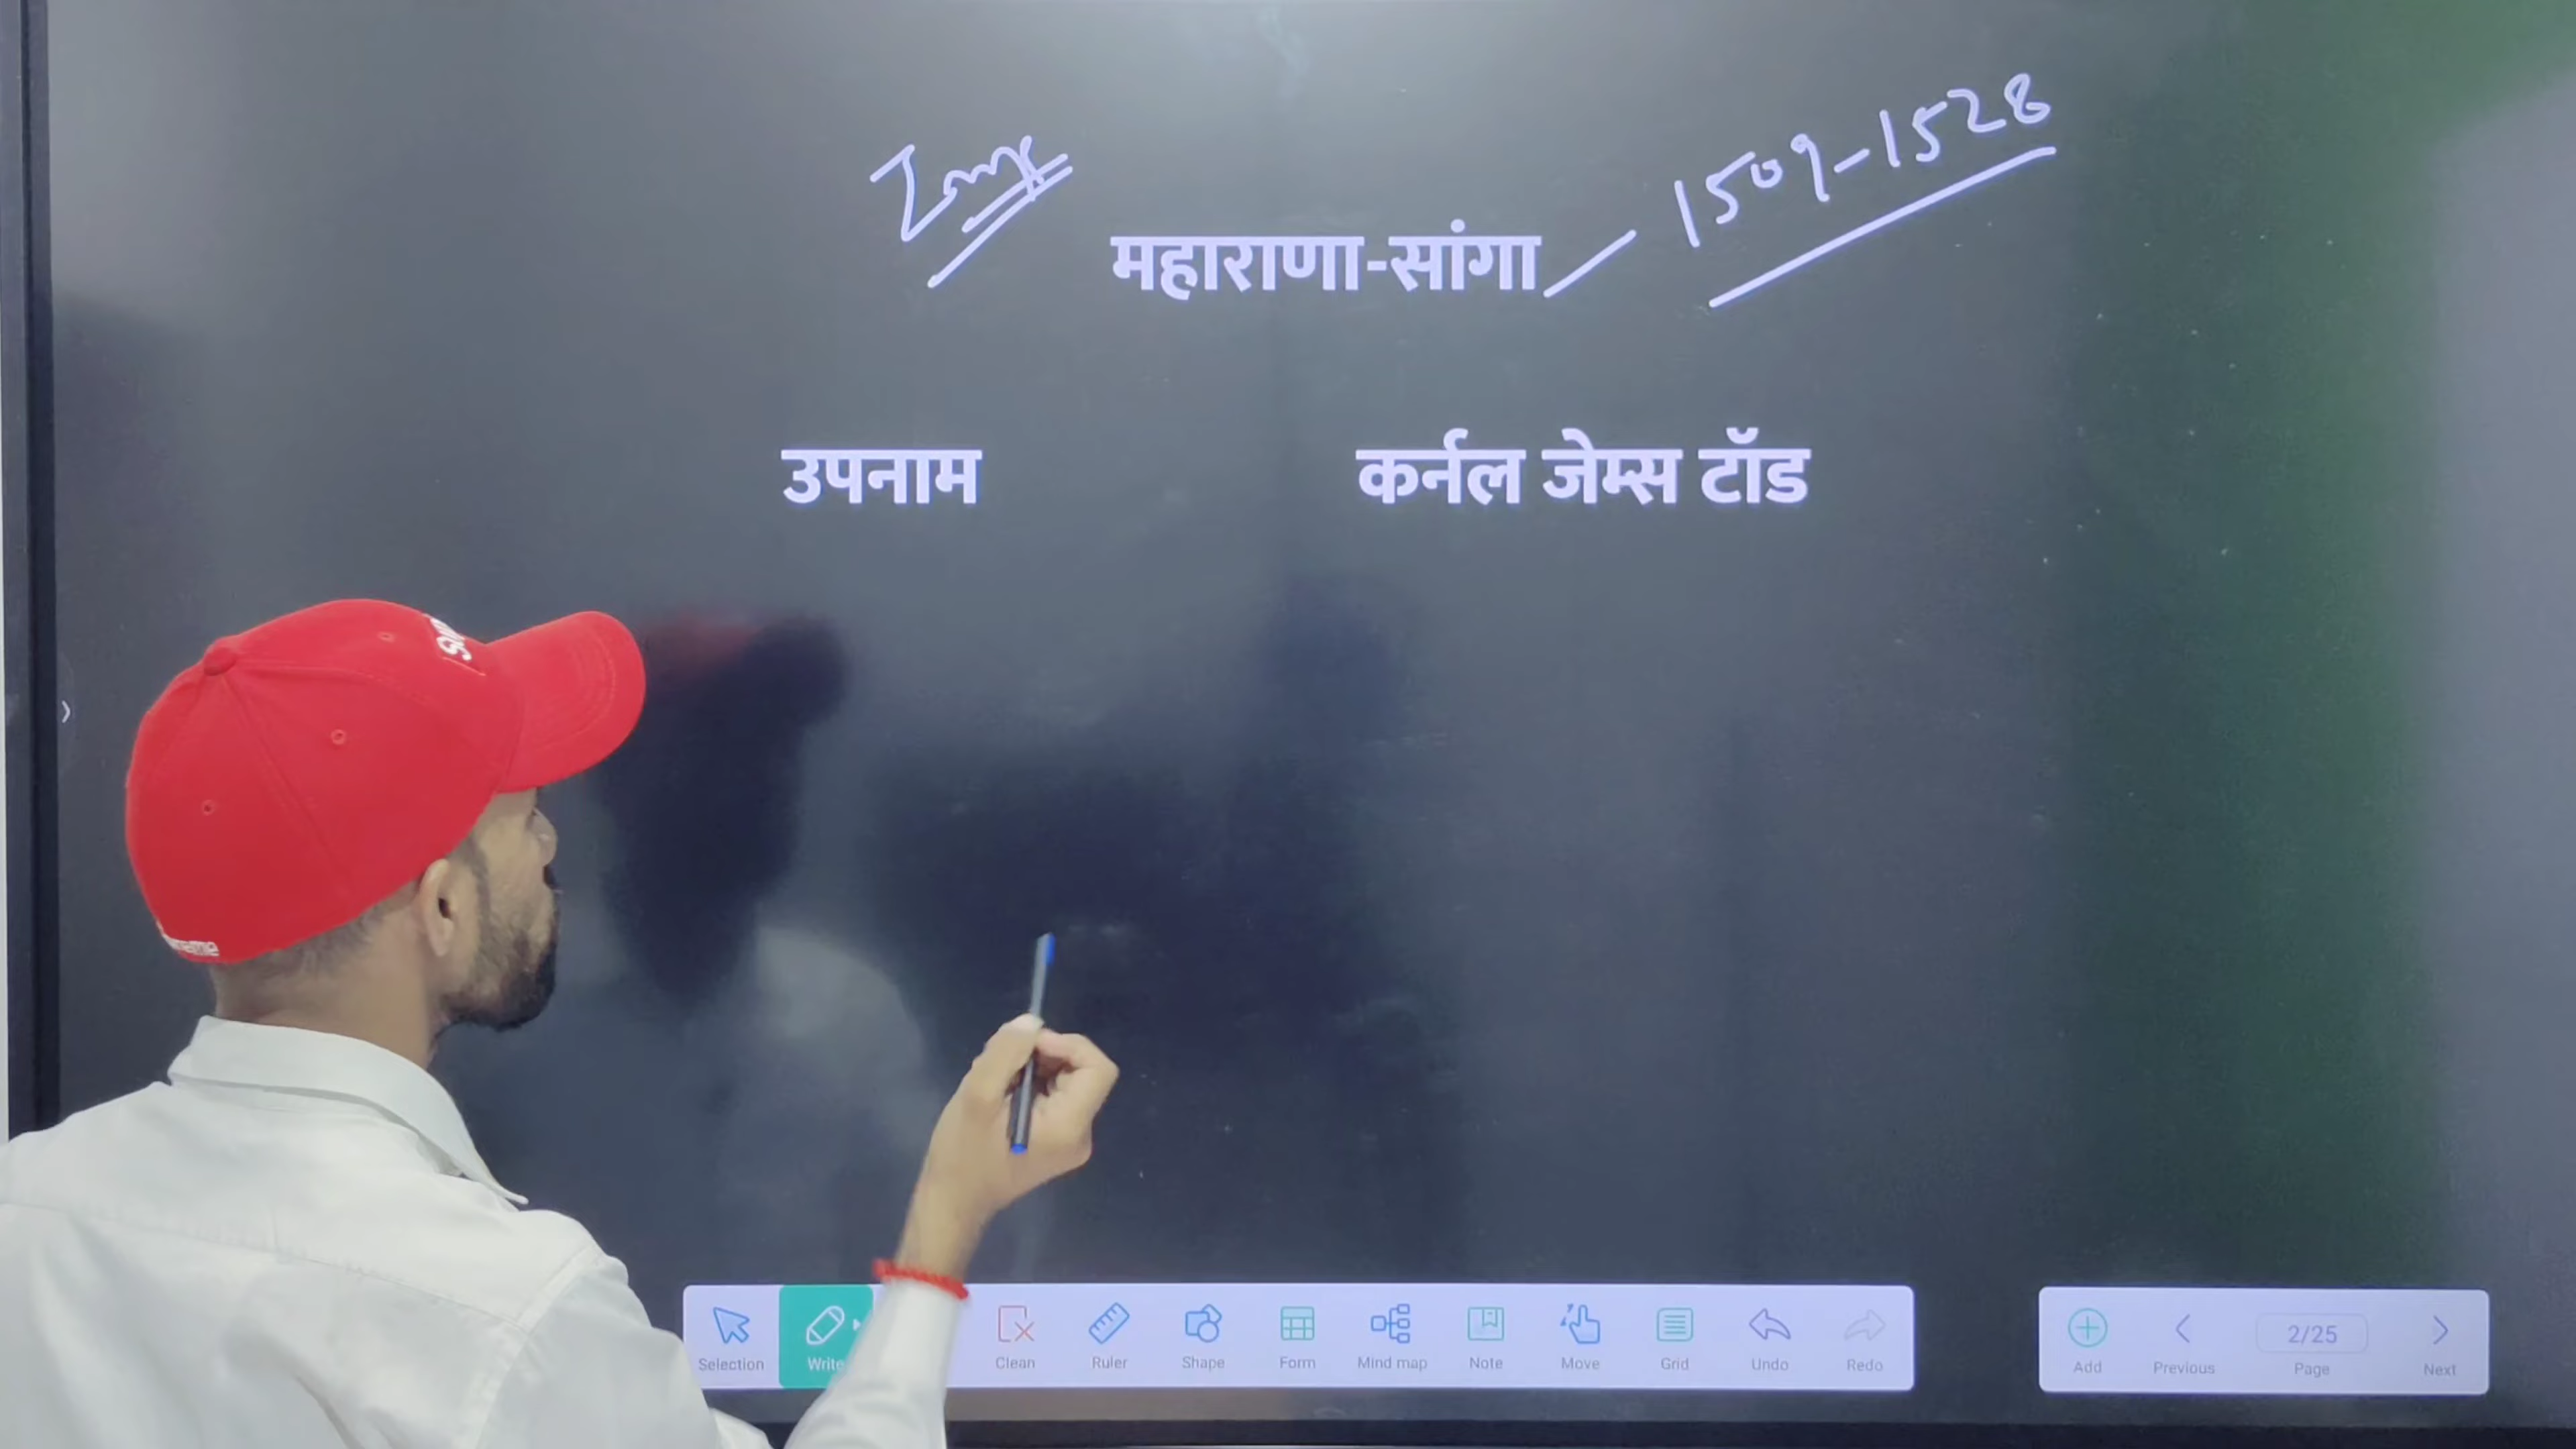 1509-1528
महाराणा-सांगा
उपनाम कर्नल जेम्स टॉड
Selection Write Clean Ruler Shape Form Mind map Note Move Grid Undo Redo
Add Previous 2/25 Page Next